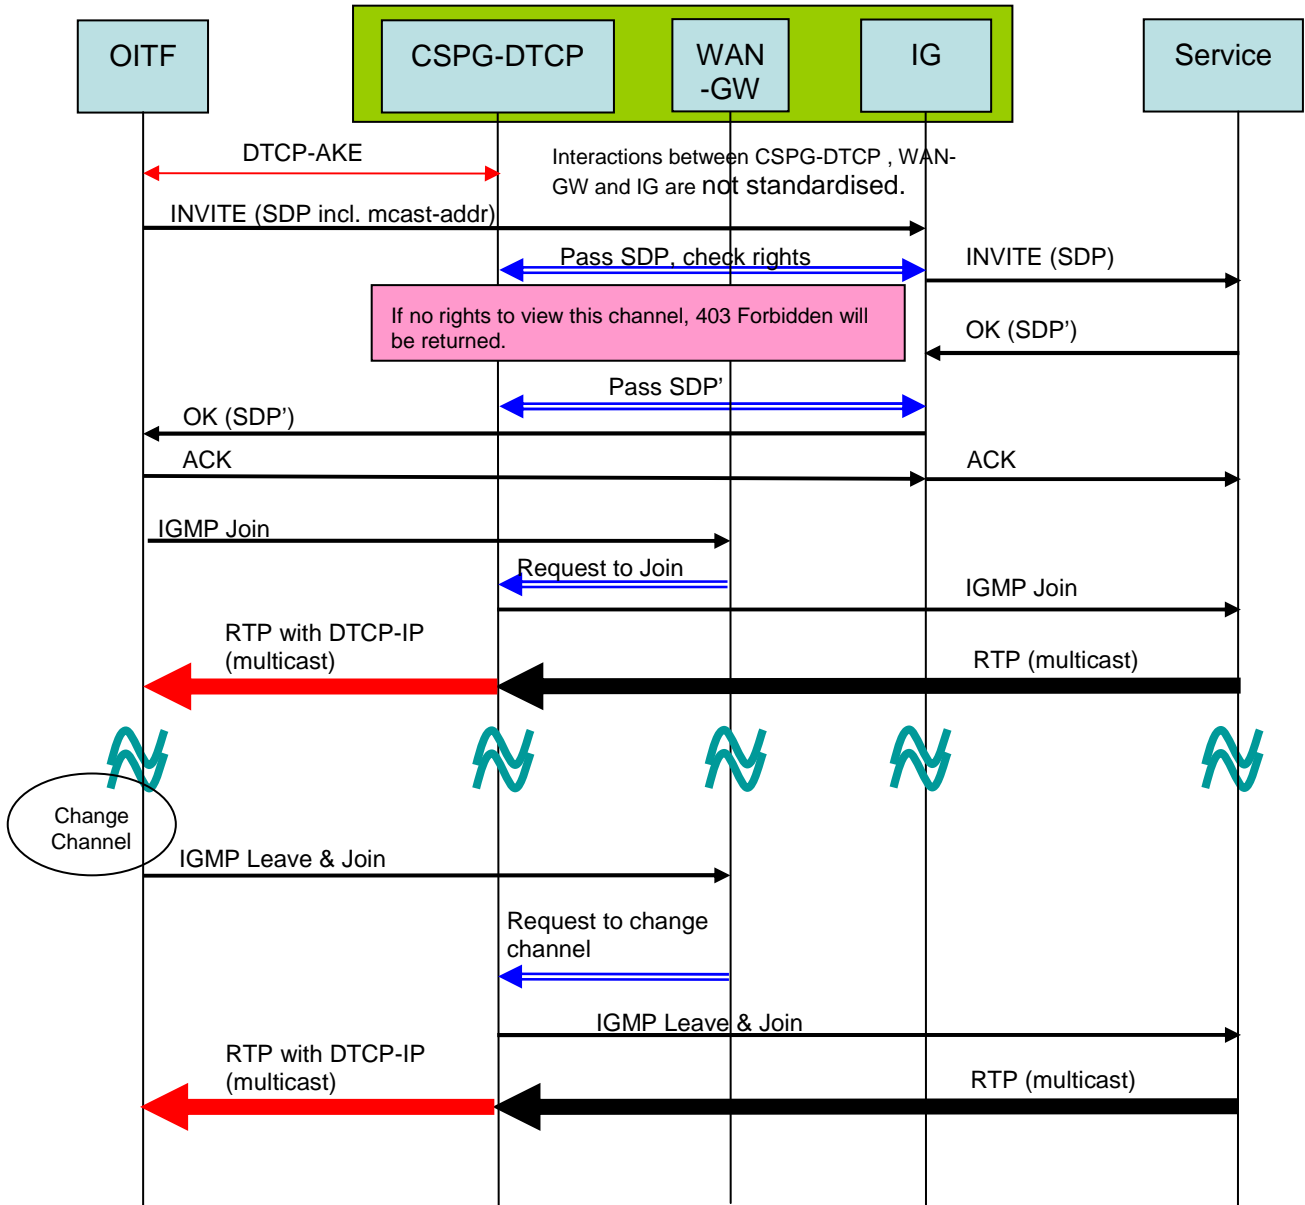 OITF
CSPG-DTCP
WAN
-GW
IG
Service
DTCP-AKE
Interactions between CSPG-DTCP , WAN-
GW and IG are not standardised.
INVITE (SDP incl. mcast-addr)
Pass SDP, check rights
INVITE (SDP)
If no rights to view this channel, 403 Forbidden will
be returned.
OK (SDP')
Pass SDP'
OK (SDP')
ACK
ACK
IGMP Join
Request to Join
IGMP Join
RTP with DTCP-IP
(multicast)
RTP (multicast)
Change
Channel
IGMP Leave & Join
Request to change
channel
IGMP Leave & Join
RTP with DTCP-IP
(multicast)
RTP (multicast)